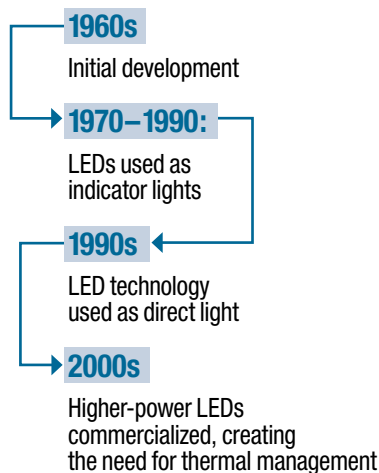 1960s
Initial development
1970–1990:
LEDs used as
indicator lights
1990s
LED technology
used as direct light
2000s
Higher-power LEDs
commercialized, creating
the need for thermal management